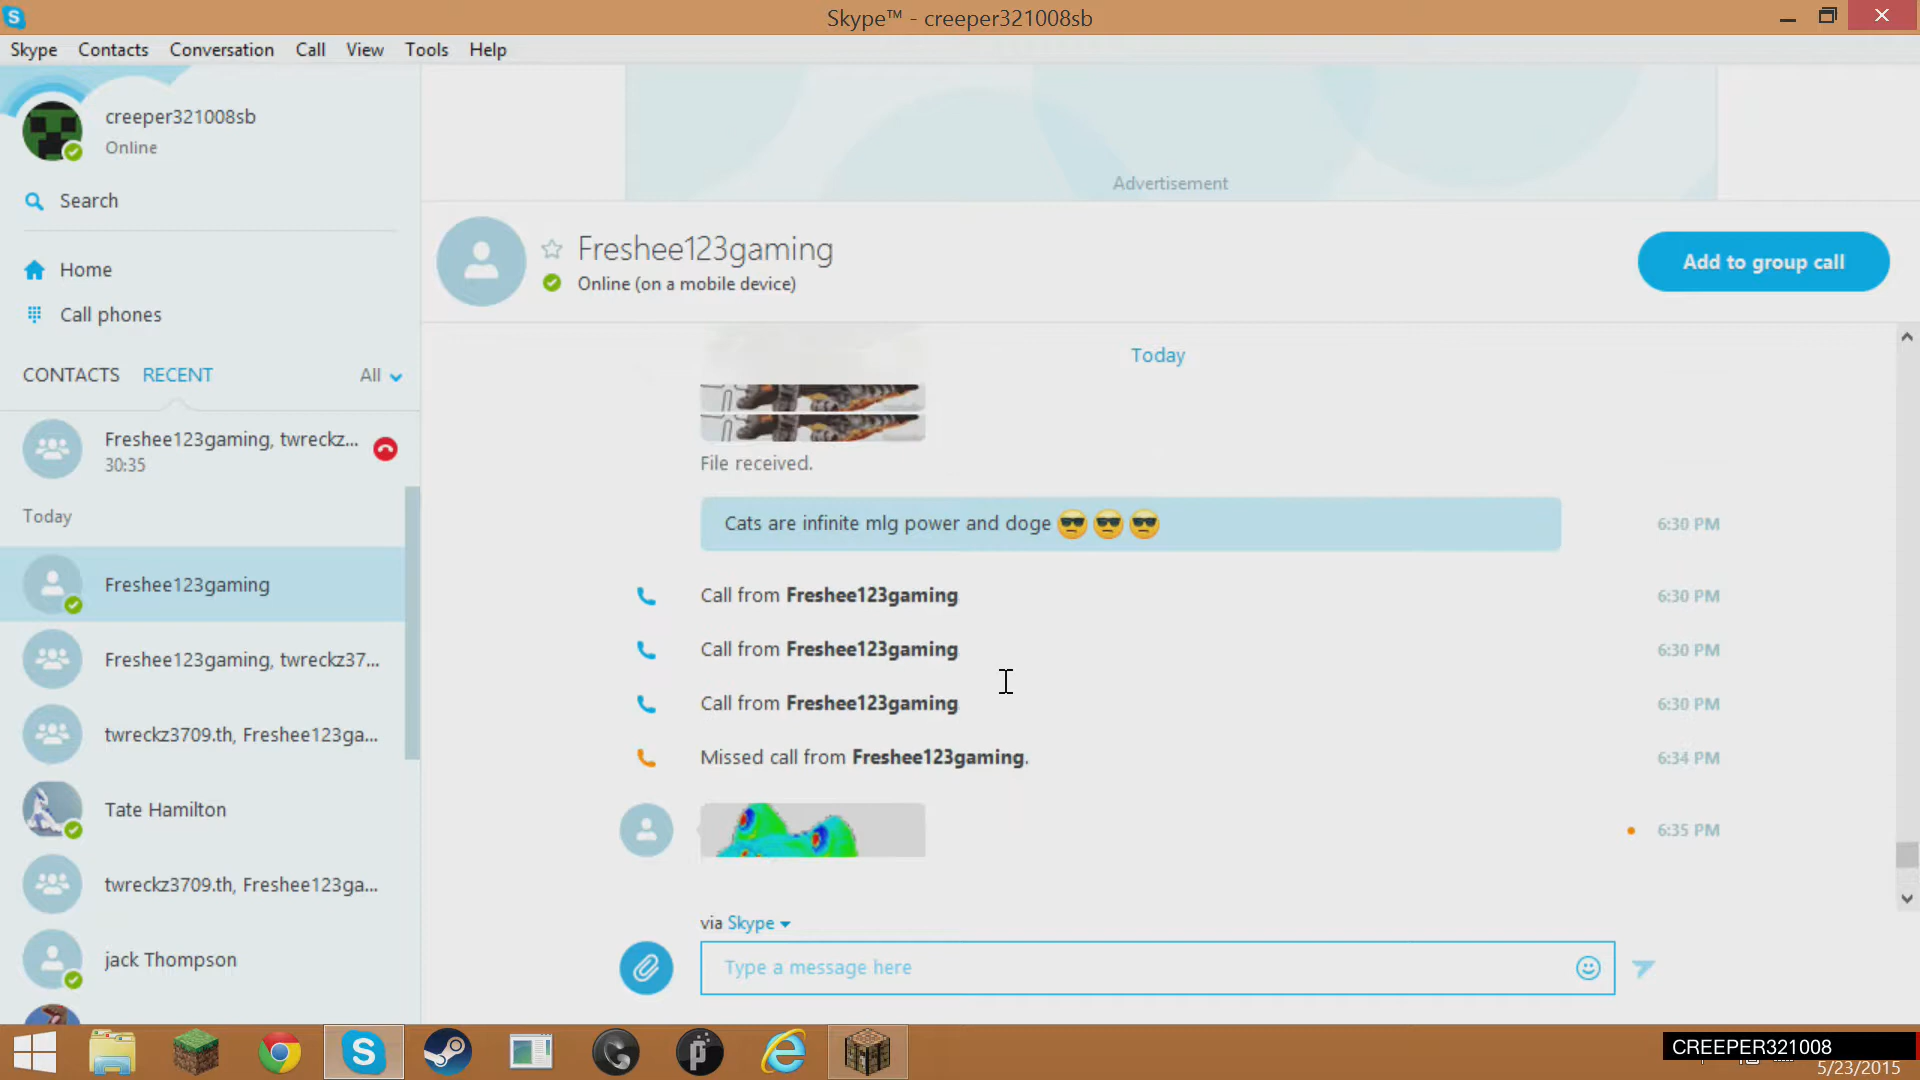 Skype™ - creeper321008sb
Skype Contacts Conversation Call View Tools Help
creeper321008sb
Online
Search
Home
Call phones
CONTACTS RECENT All
Freshee123gaming, twreckz...
30:35
Today
Freshee123gaming
Freshee123gaming, twreckz37...
twreckz3709.th, Freshee123ga...
Tate Hamilton
twreckz3709.th, Freshee123ga...
jack Thompson
Advertisement
Freshee123gaming
Online (on a mobile device)
Add to group call
Today
File received.
Cats are infinite mlg power and doge 😎😎😎 6:30 PM
Call from Freshee123gaming 6:30 PM
Call from Freshee123gaming 6:30 PM
Call from Freshee123gaming 6:30 PM
Missed call from Freshee123gaming. 6:34 PM
6:35 PM
via Skype
Type a message here
CREEPER321008
5/23/2015